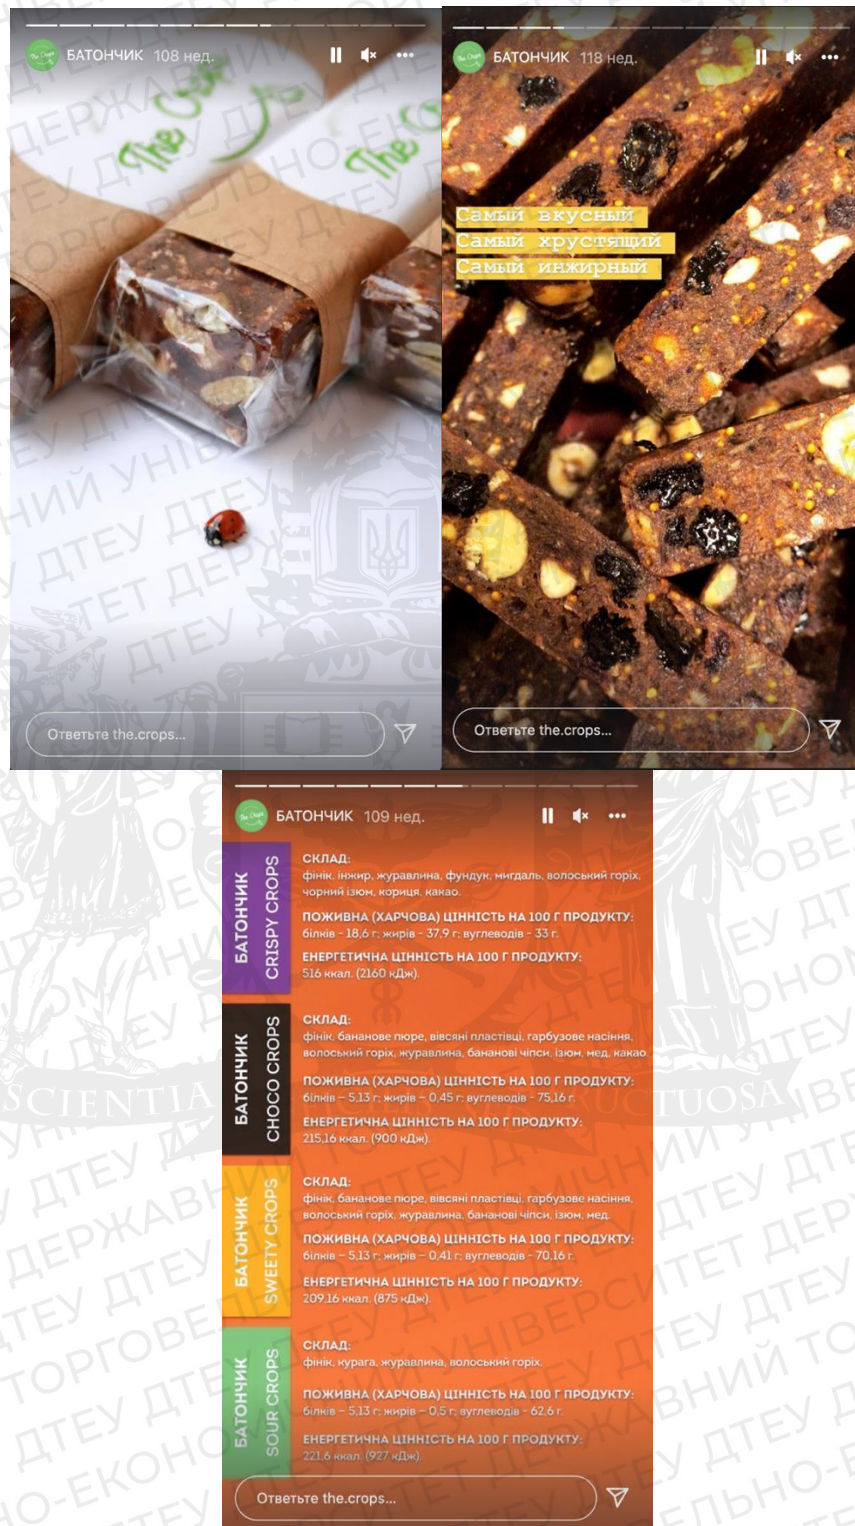 БАТОНЧИК 108 нед.
The Crops
Ответьте the.crops...
The Crops
БАТОНЧИК 118 нед.
Самый вкусный
Самый хрустящий
Самый инжирный
Ответьте the.crops...
The Crops
БАТОНЧИК 109 нед.
БАТОНЧИК
CRISPY CROPS
СКЛАД:
фінік, інжир, журавлина, фундук, мигдаль, волоський горіх,
чорний ізюм, кориця, какао.
ПОЖИВНА (ХАРЧОВА) ЦІННІСТЬ НА 100 Г ПРОДУКТУ:
білків - 18,6 г; жирів - 37,9 г; вуглеводів - 33 г.
ЕНЕРГЕТИЧНА ЦІННІСТЬ НА 100 Г ПРОДУКТУ:
516 ккал. (2160 кДж).
БАТОНЧИК
CHOCO CROPS
СКЛАД:
фінік, бананове пюре, вівсяні пластівці, гарбузове насіння,
волоський горіх, журавлина, бананові чіпси, ізюм, мед, какао.
ПОЖИВНА (ХАРЧОВА) ЦІННІСТЬ НА 100 Г ПРОДУКТУ:
білків – 5,13 г; жирів – 0,45 г; вуглеводів - 75,16 г.
ЕНЕРГЕТИЧНА ЦІННІСТЬ НА 100 Г ПРОДУКТУ:
215,16 ккал. (900 кДж).
БАТОНЧИК
SWEETY CROPS
СКЛАД:
фінік, бананове пюре, вівсяні пластівці, гарбузове насіння,
волоський горіх, журавлина, бананові чіпси, ізюм, мед.
ПОЖИВНА (ХАРЧОВА) ЦІННІСТЬ НА 100 Г ПРОДУКТУ:
білків – 5,13 г; жирів – 0,41 г; вуглеводів - 70,16 г.
ЕНЕРГЕТИЧНА ЦІННІСТЬ НА 100 Г ПРОДУКТУ:
209,16 ккал. (875 кДж).
БАТОНЧИК
SOUR CROPS
СКЛАД:
фінік, курага, журавлина, волоський горіх.
ПОЖИВНА (ХАРЧОВА) ЦІННІСТЬ НА 100 Г ПРОДУКТУ:
білків – 5,13 г; жирів – 0,5 г; вуглеводів - 62,6 г.
ЕНЕРГЕТИЧНА ЦІННІСТЬ НА 100 Г ПРОДУКТУ:
221,6 ккал. (927 кДж).
Ответьте the.crops...
SCIENTIA